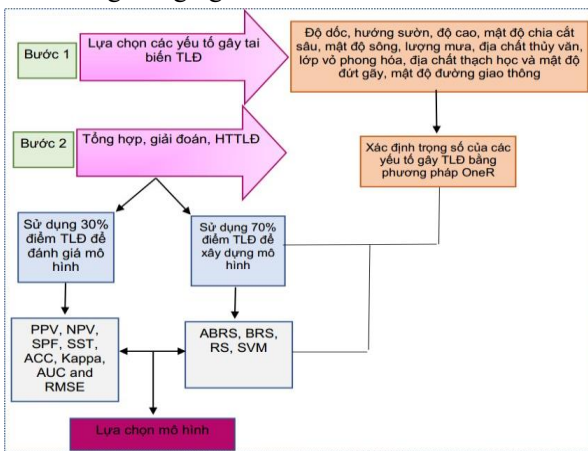 Bước 1
Lựa chọn các yếu tố gây tai
biến TLĐ
Độ dốc, hướng sườn, độ cao, mật độ chia cắt
sâu, mật độ sông, lượng mưa, địa chất thủy văn,
lớp vỏ phong hóa, địa chất thạch học và mật độ
đứt gãy, mật độ đường giao thông
Bước 2
Tổng hợp, giải đoán, HTTLĐ
Xác định trọng số của các
yếu tố gây TLĐ bằng
phương pháp OneR
Sử dụng 30%
điểm TLĐ để
đánh giá mô
hình
Sử dụng 70%
điểm TLĐ để
xây dựng mô
hình
PPV, NPV,
SPF, SST,
ACC, Kappa,
AUC and
RMSE
ABRS, BRS,
RS, SVM
Lựa chọn mô hình